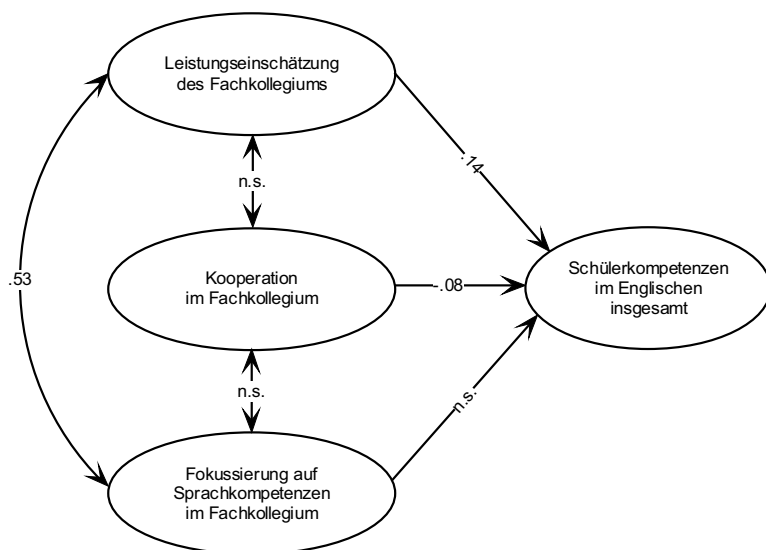 Leistungseinschätzung
des Fachkollegiums
.14
n.s.
Kooperation
im Fachkollegium
-.08
Schülerkompetenzen
im Englischen
insgesamt
.53
n.s.
n.s.
Fokussierung auf
Sprachkompetenzen
im Fachkollegium